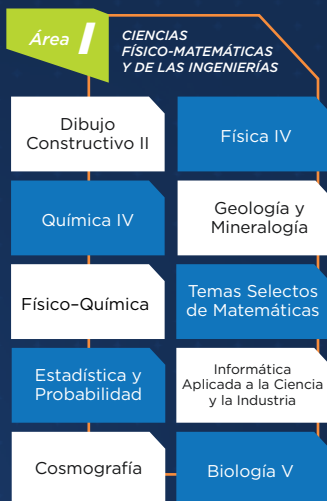 Área I
CIENCIAS
FÍSICO-MATEMÁTICAS
Y DE LAS INGENIERÍAS
Dibujo
Constructivo II
Física IV
Química IV
Geología y
Mineralogía
Físico–Química
Temas Selectos
de Matemáticas
Estadística y
Probabilidad
Informática
Aplicada a la Ciencia
y la Industria
Cosmografía
Biología V